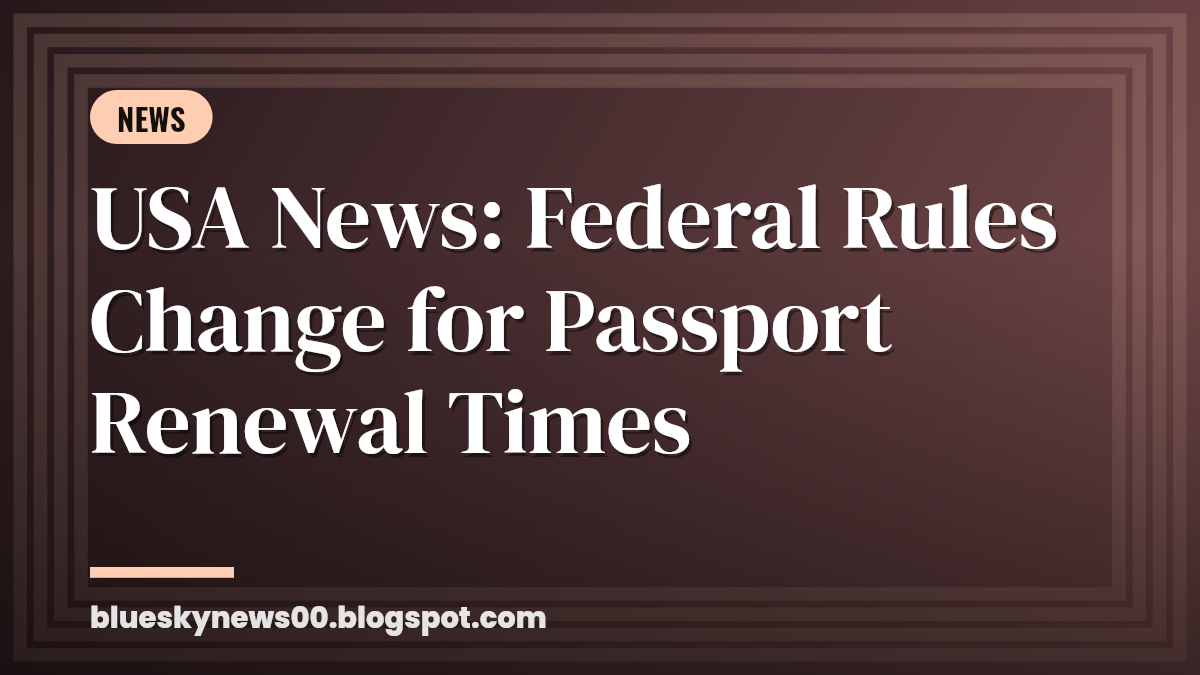 NEWS
USA News: Federal Rules
Change for Passport
Renewal Times
blueskynews00.blogspot.com